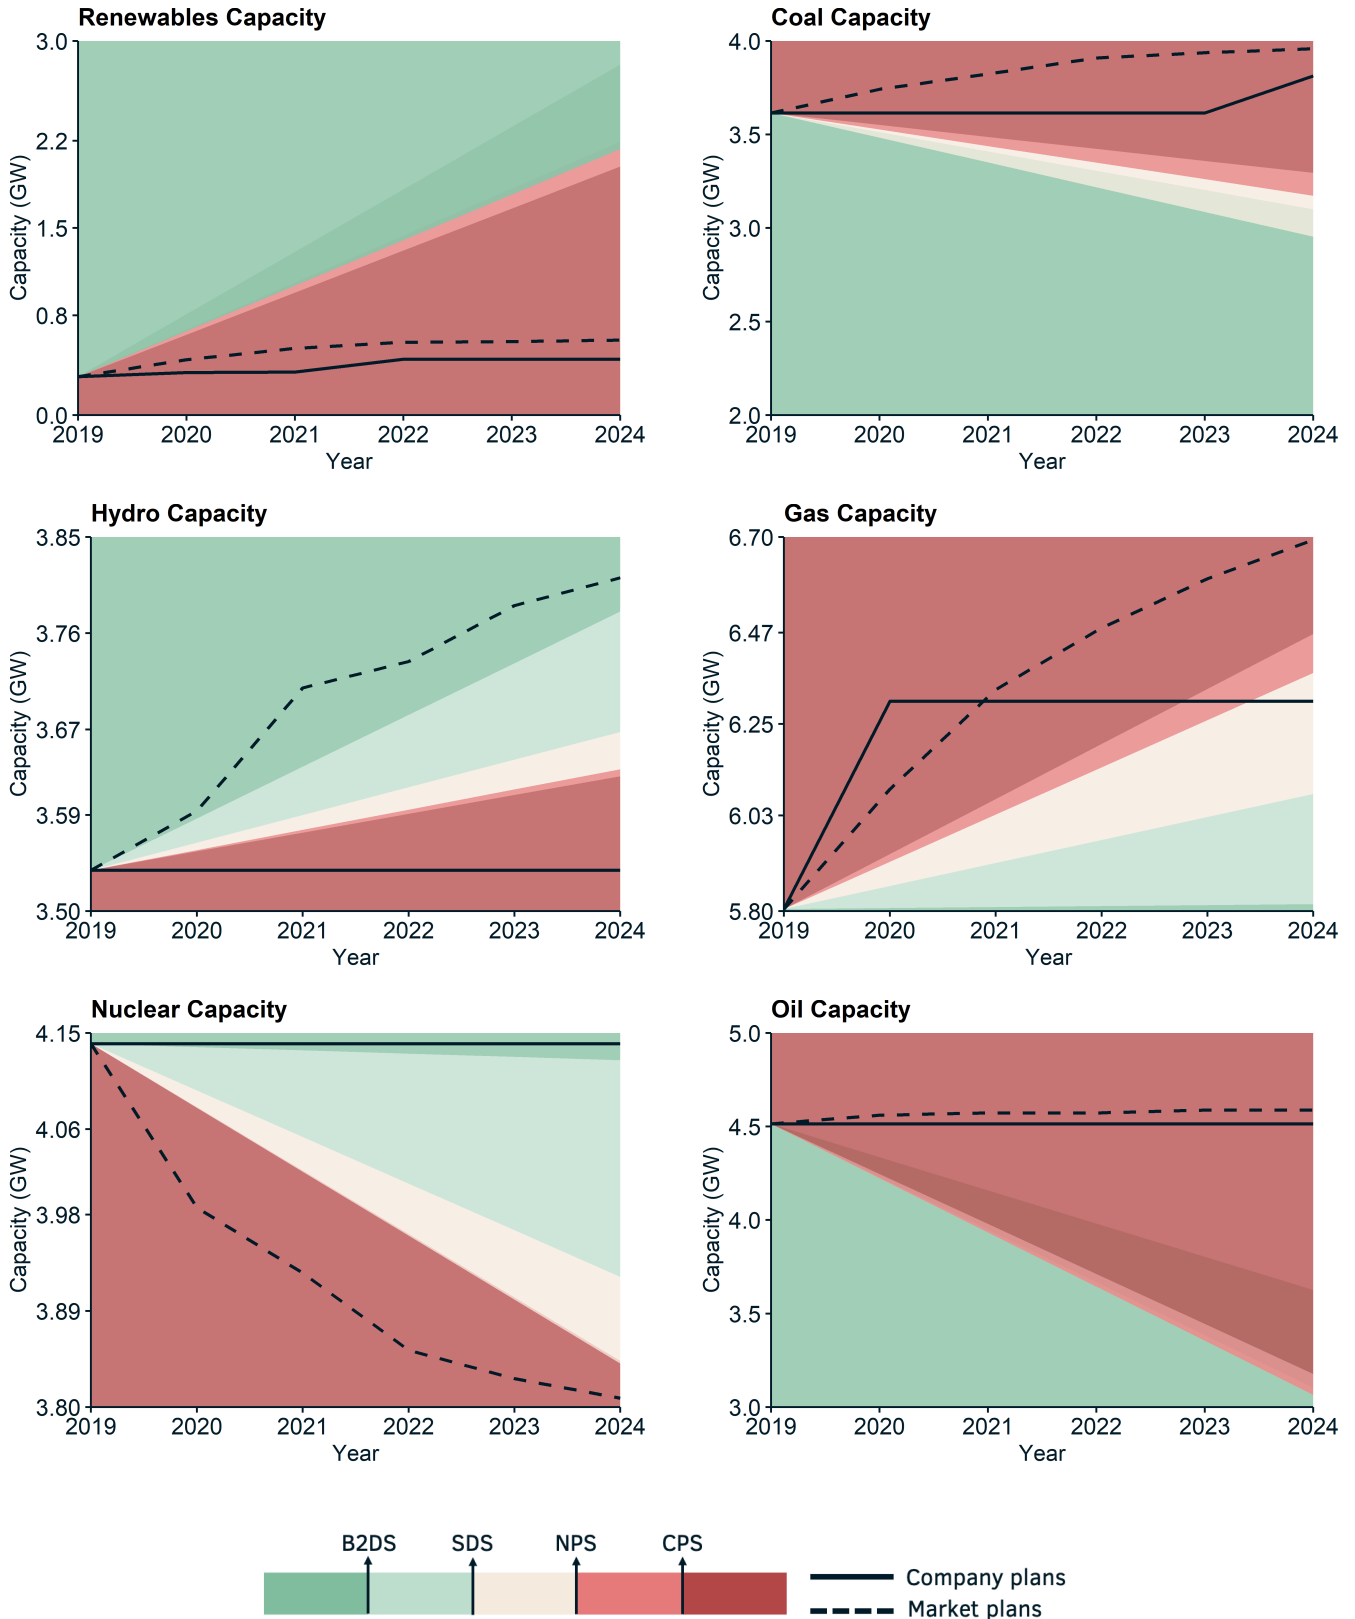 Renewables Capacity
Capacity (GW)
3.0
2.2
1.5
0.8
0.0
2019 2020 2021 2022 2023 2024
Year
Coal Capacity
Capacity (GW)
4.0
3.5
3.0
2.5
2.0
2019 2020 2021 2022 2023 2024
Year
Hydro Capacity
Capacity (GW)
3.85
3.76
3.67
3.59
3.50
2019 2020 2021 2022 2023 2024
Year
Gas Capacity
Capacity (GW)
6.70
6.47
6.25
6.03
5.80
2019 2020 2021 2022 2023 2024
Year
Nuclear Capacity
Capacity (GW)
4.15
4.06
3.98
3.89
3.80
2019 2020 2021 2022 2023 2024
Year
Oil Capacity
Capacity (GW)
5.0
4.5
4.0
3.5
3.0
2019 2020 2021 2022 2023 2024
Year
B2DS SDS NPS CPS
Company plans
Market plans